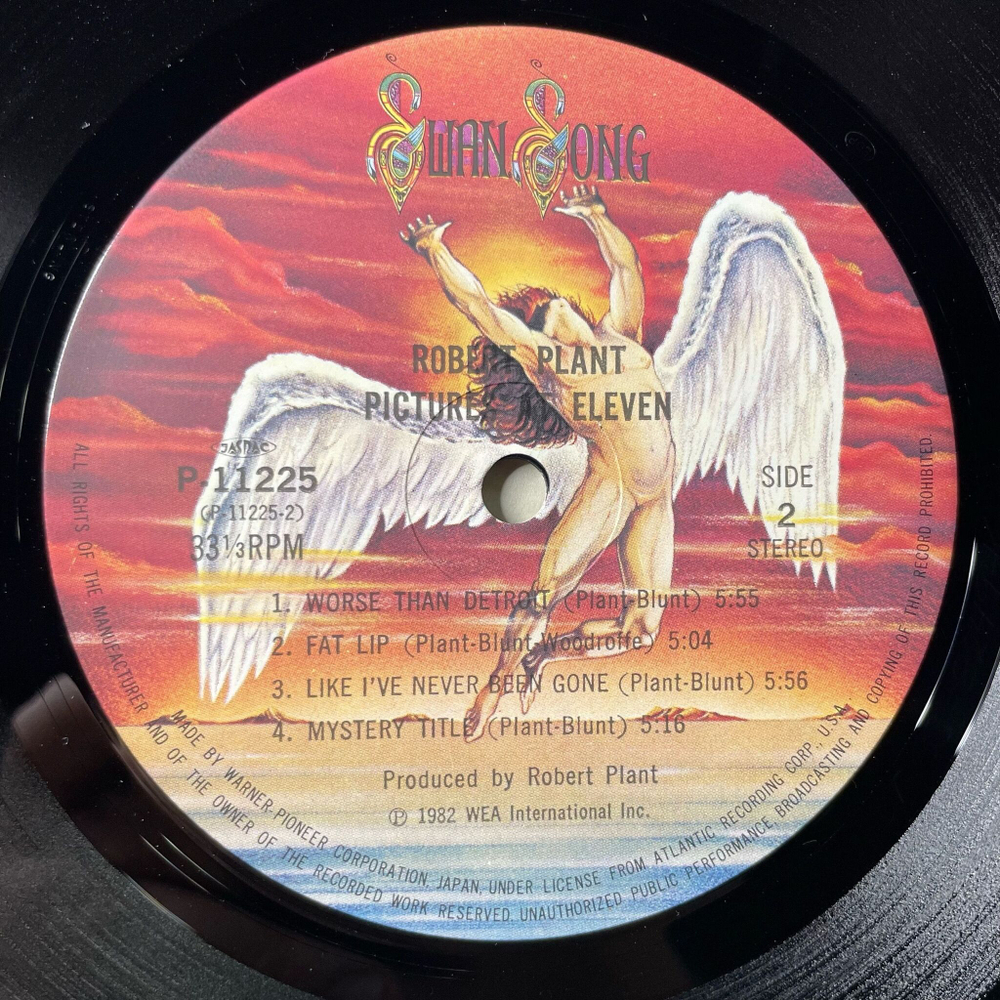 SWAN SONG
ROBERT PLANT
PICTURES AT ELEVEN
JASRAC
P-11225
(P-11225-2)
33⅓RPM
SIDE
2
STEREO
1. WORSE THAN DETROIT (Plant-Blunt) 5:55
2. FAT LIP (Plant-Blunt-Woodroffe) 5:04
3. LIKE I'VE NEVER BEEN GONE (Plant-Blunt) 5:56
4. MYSTERY TITLE (Plant-Blunt) 5:16
Produced by Robert Plant
Ⓟ 1982 WEA International Inc.
MADE BY WARNER-PIONEER CORPORATION, JAPAN, UNDER LICENSE FROM ATLANTIC RECORDING CORP., U.S.A.
ALL RIGHTS OF THE MANUFACTURER AND OF THE OWNER OF THE RECORDED WORK RESERVED. UNAUTHORIZED PUBLIC PERFORMANCE, BROADCASTING AND COPYING OF THIS RECORD PROHIBITED.